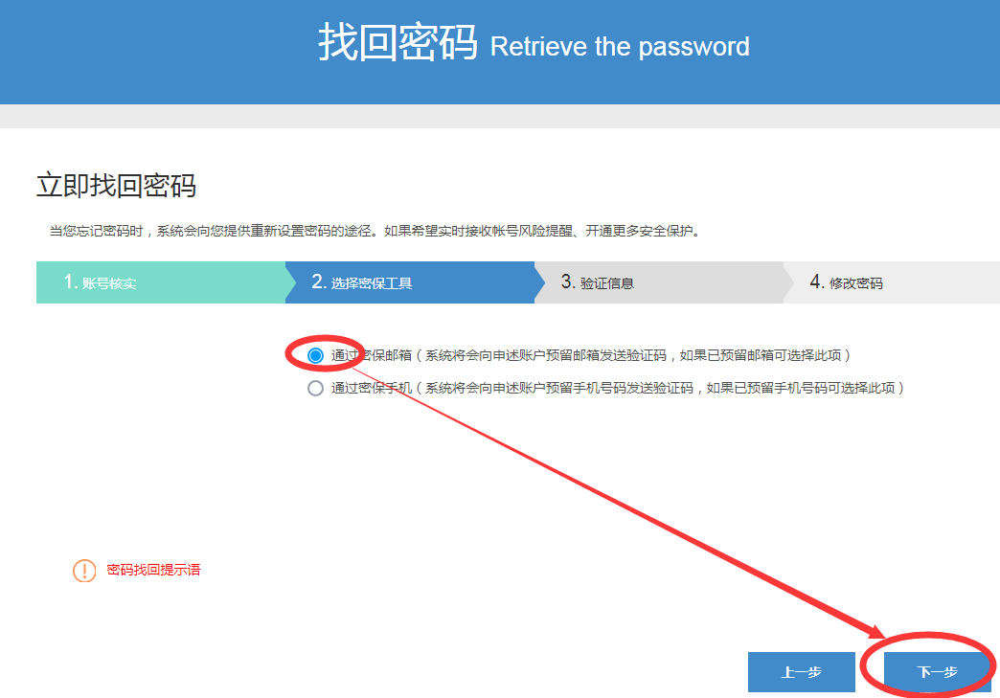 找回密码 Retrieve the password
立即找回密码
当您忘记密码时，系统会向您提供重新设置密码的途径。如果希望实时接收帐号风险提醒、开通更多安全保护。
1. 账号核实 2. 选择密保工具 3. 验证信息 4. 修改密码
通过密保邮箱（系统将会向申述账户预留邮箱发送验证码，如果已预留邮箱可选择此项）
通过密保手机（系统将会向申述账户预留手机号码发送验证码，如果已预留手机号码可选择此项）
密码找回提示语
上一步 下一步